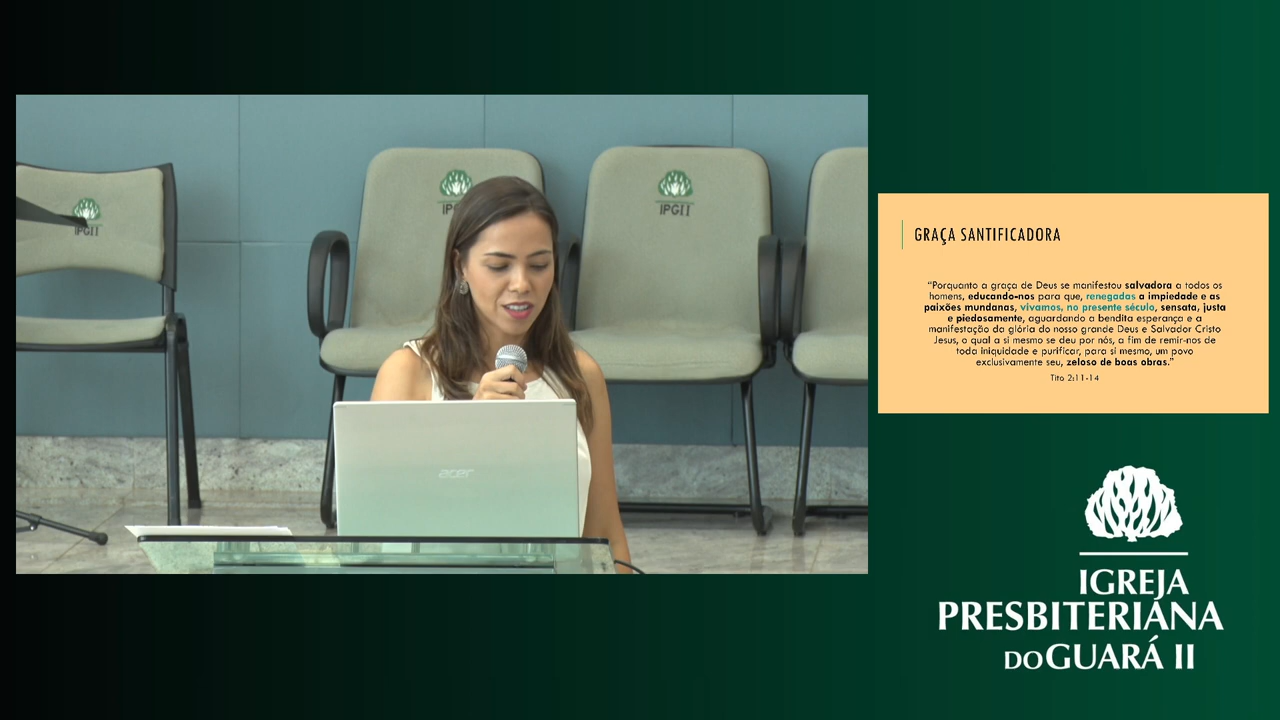 IPGII
IPGII
IPGII
acer
GRAÇA SANTIFICADORA
“Porquanto a graça de Deus se manifestou salvadora a todos os
homens, educando-nos para que, renegadas a impiedade e as
paixões mundanas, vivamos, no presente século, sensata, justa
e piedosamente, aguardando a bendita esperança e a
manifestação da glória do nosso grande Deus e Salvador Cristo
Jesus, o qual a si mesmo se deu por nós, a fim de remir-nos de
toda iniquidade e purificar, para si mesmo, um povo
exclusivamente seu, zeloso de boas obras.”
Tito 2:11-14
IGREJA
PRESBITERIANA
DO GUARÁ II